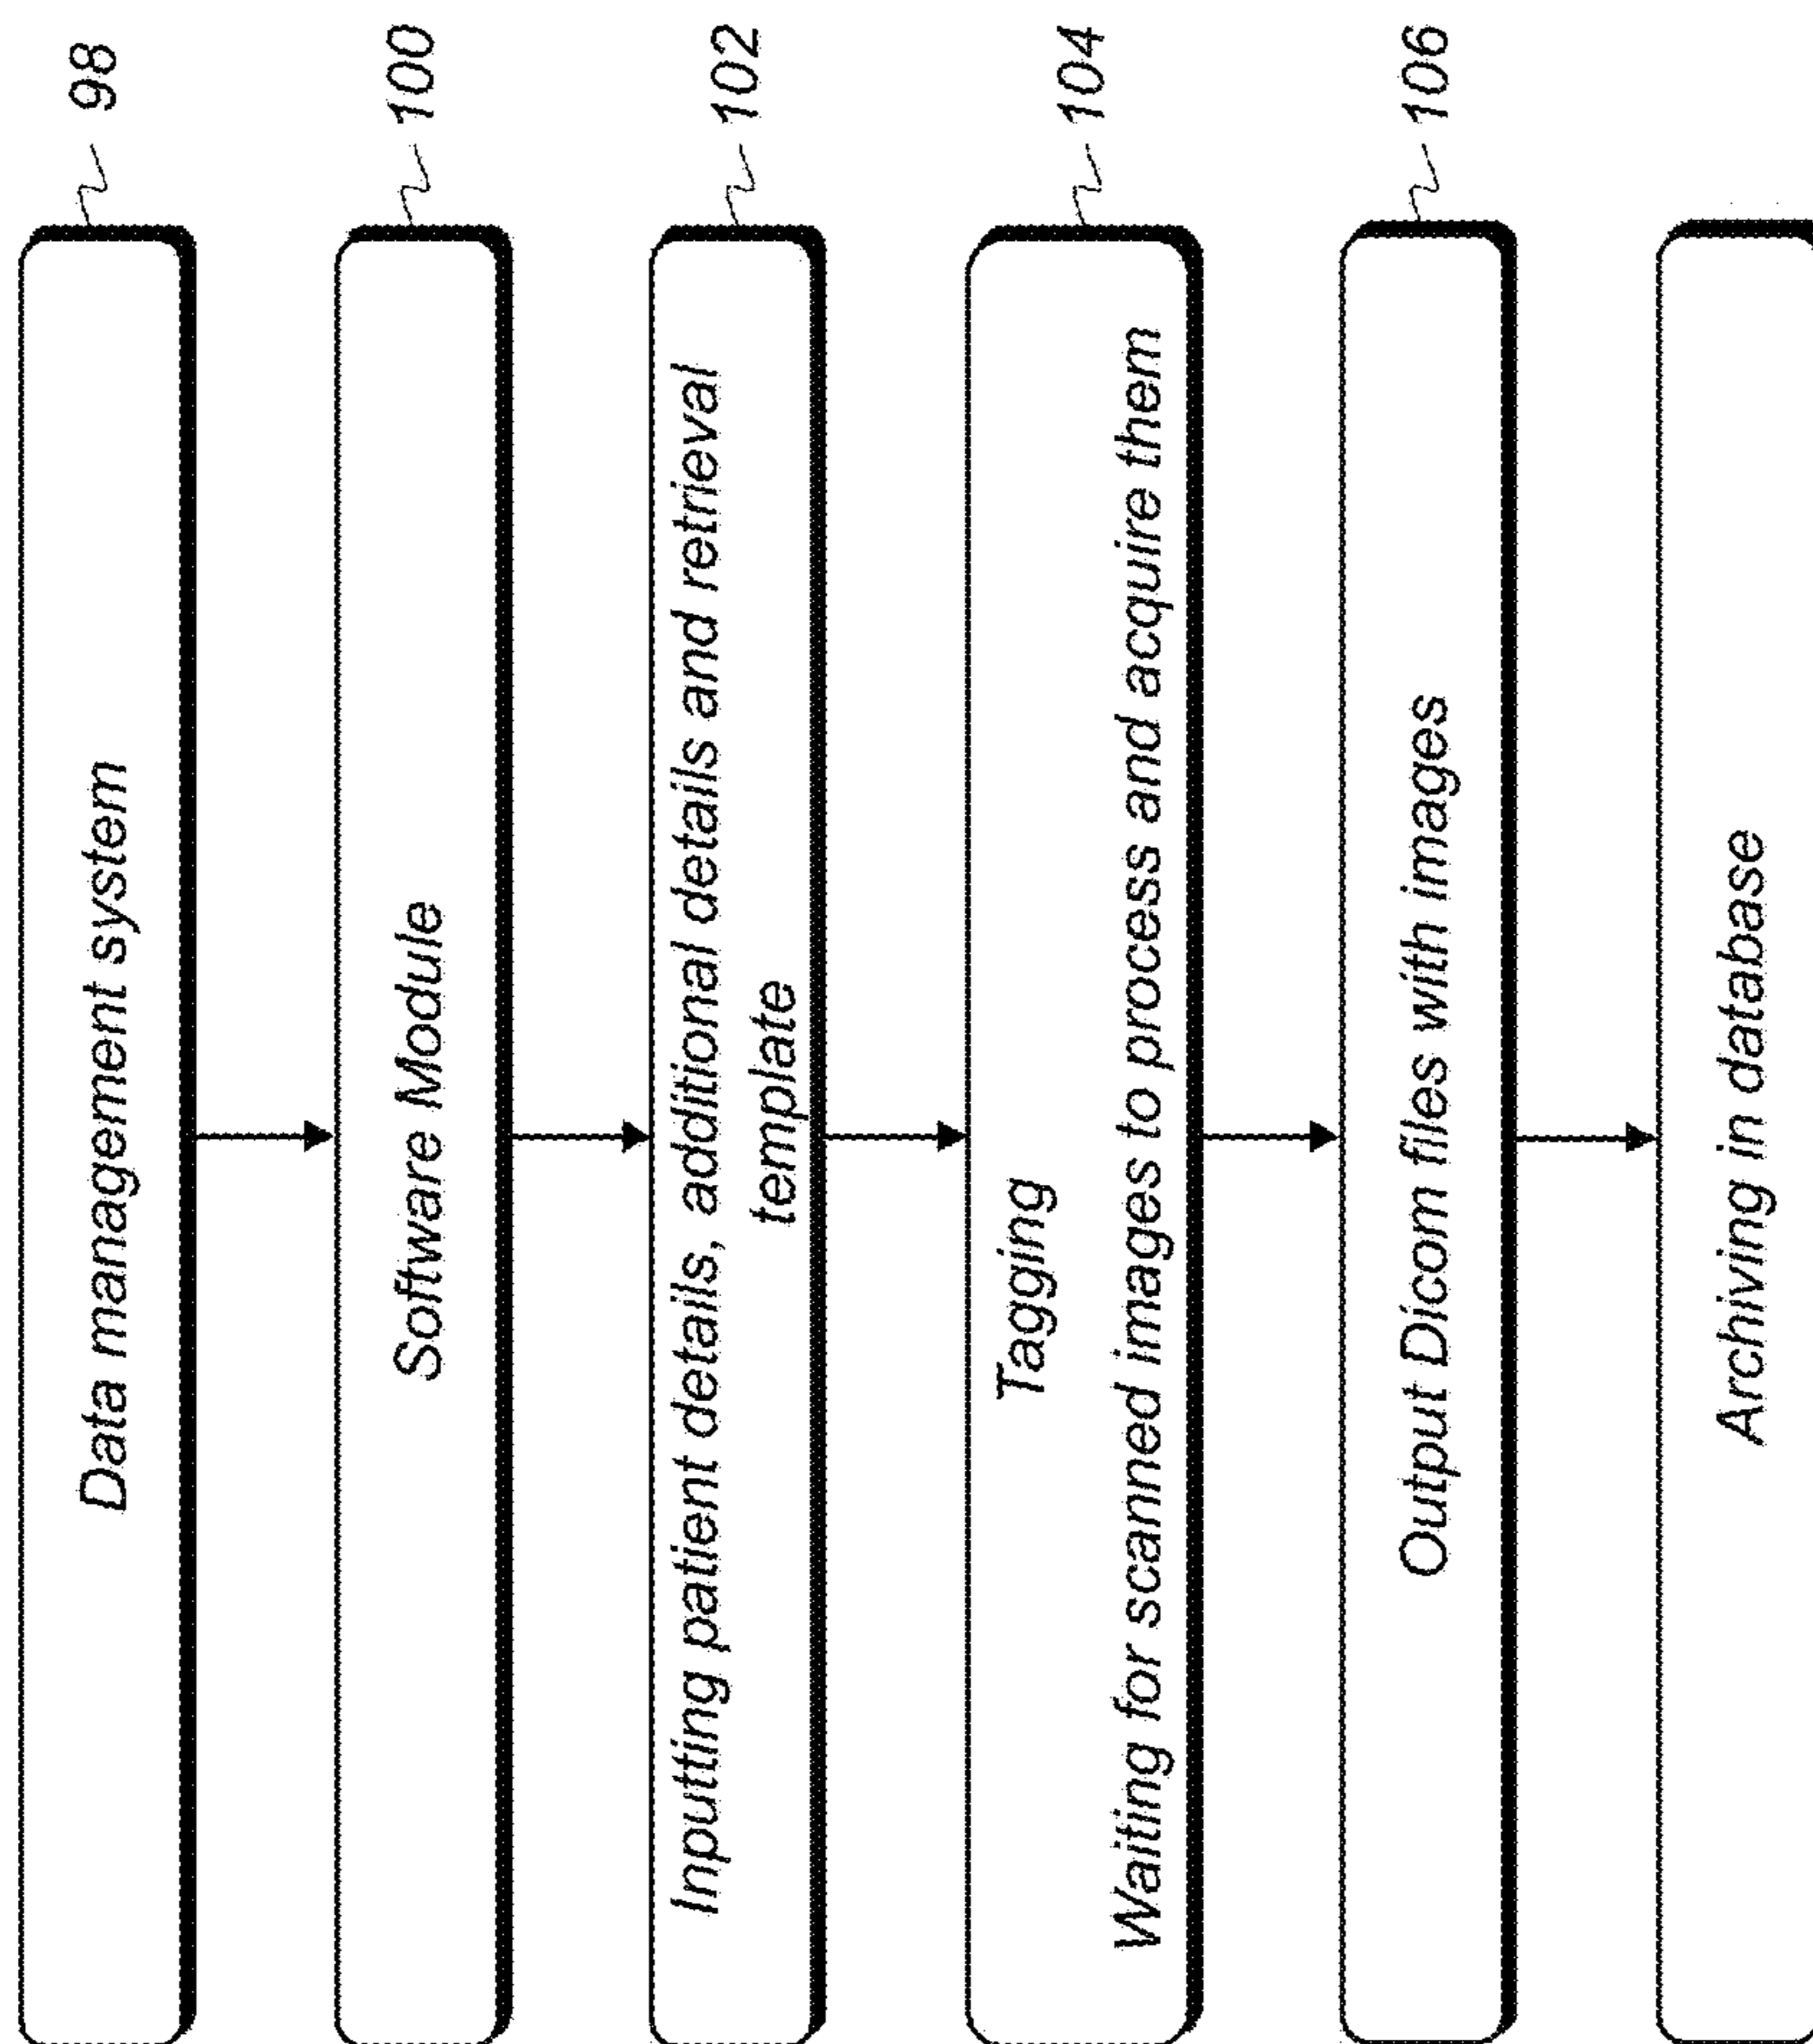 Data management system
98
Software Module
100
Inputting patient details, additional details and retrieval
template
102
Tagging
Waiting for scanned images to process and acquire them
104
Output Dicom files with images
106
Archiving in database